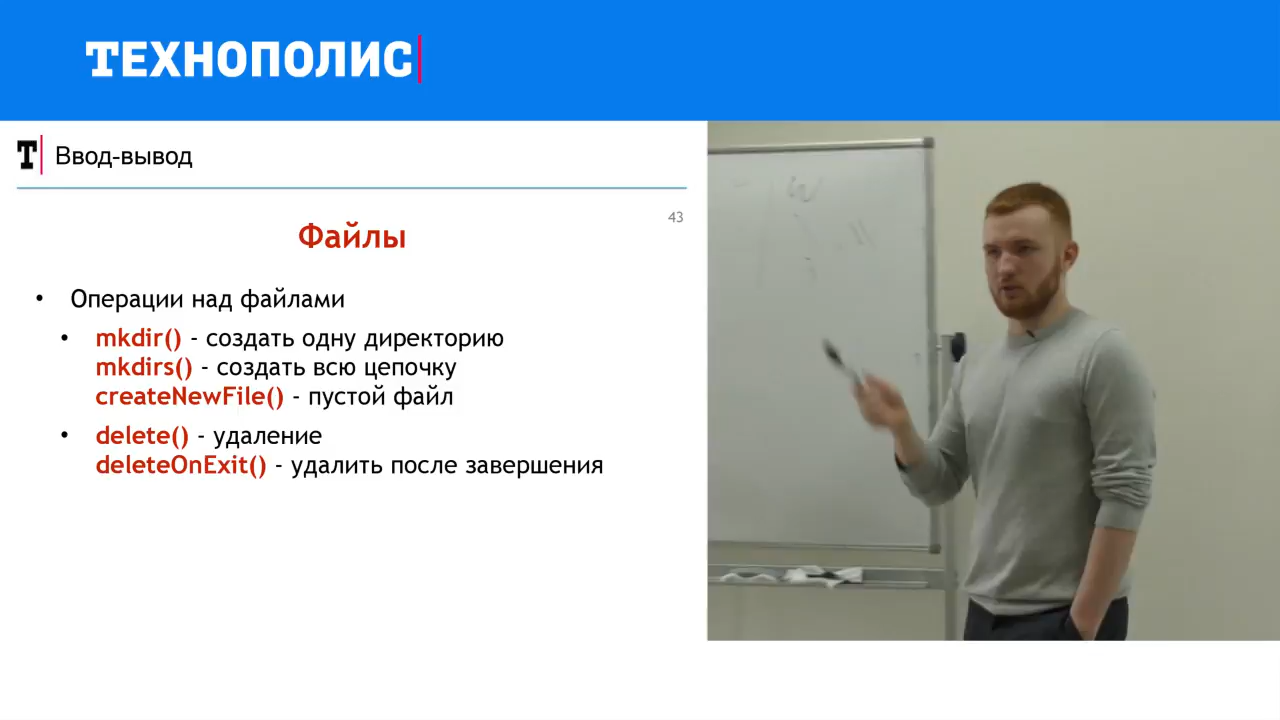 ТЕХНОПОЛИС
Т Ввод-вывод
43
Файлы
• Операции над файлами
• mkdir() - создать одну директорию
mkdirs() - создать всю цепочку
createNewFile() - пустой файл
• delete() - удаление
deleteOnExit() - удалить после завершения